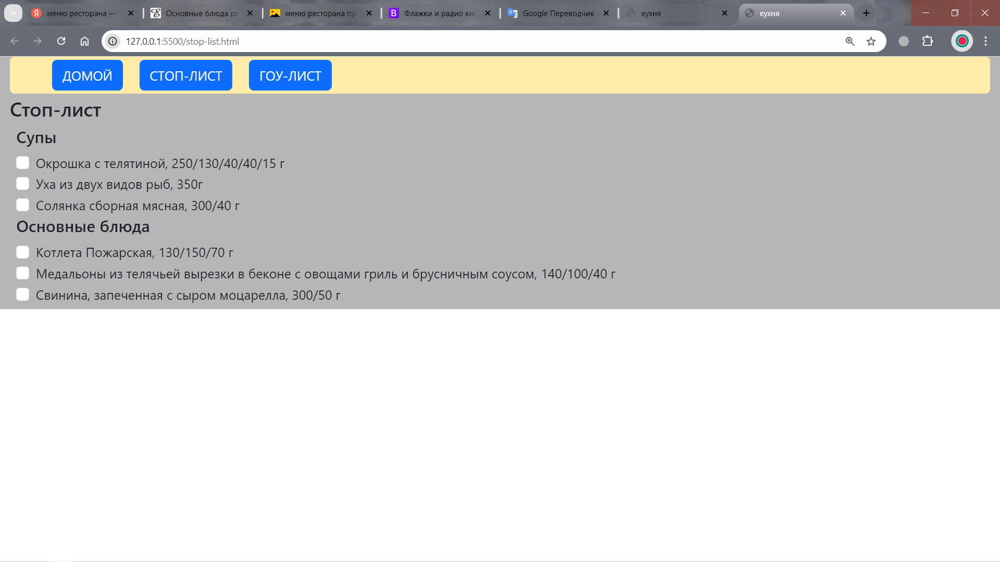 меню ресторана —
Основные блюда ре
меню ресторана при
Флажки и радио кно
Google Переводчик
кухня
кухня
127.0.0.1:5500/stop-list.html
ДОМОЙ
СТОП-ЛИСТ
ГОУ-ЛИСТ
Стоп-лист
Супы
Окрошка с телятиной, 250/130/40/40/15 г
Уха из двух видов рыб, 350г
Солянка сборная мясная, 300/40 г
Основные блюда
Котлета Пожарская, 130/150/70 г
Медальоны из телячьей вырезки в беконе с овощами гриль и брусничным соусом, 140/100/40 г
Свинина, запеченная с сыром моцарелла, 300/50 г